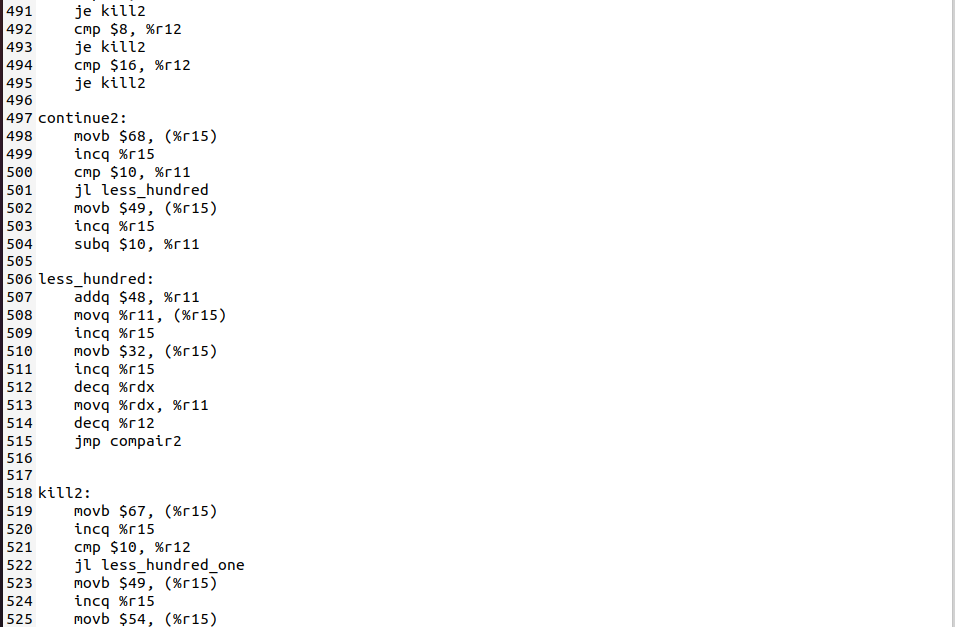 491 je kill2
492 cmp $8, %r12
493 je kill2
494 cmp $16, %r12
495 je kill2
496
497 continue2:
498 movb $68, (%r15)
499 incq %r15
500 cmp $10, %r11
501 jl less_hundred
502 movb $49, (%r15)
503 incq %r15
504 subq $10, %r11
505
506 less_hundred:
507 addq $48, %r11
508 movq %r11, (%r15)
509 incq %r15
510 movb $32, (%r15)
511 incq %r15
512 decq %rdx
513 movq %rdx, %r11
514 decq %r12
515 jmp compair2
516
517
518 kill2:
519 movb $67, (%r15)
520 incq %r15
521 cmp $10, %r12
522 jl less_hundred_one
523 movb $49, (%r15)
524 incq %r15
525 movb $54, (%r15)